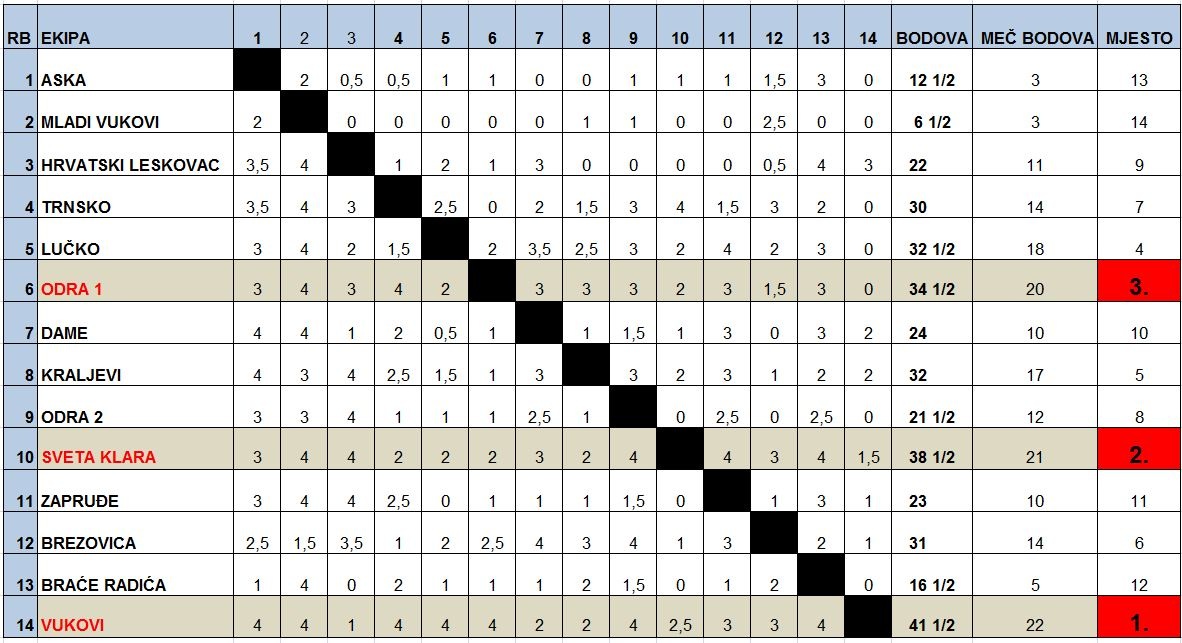 RB EKIPA 1 2 3 4 5 6 7 8 9 10 11 12 13 14 BODOVA MEČ BODOVA MJESTO
1 ASKA 2 0,5 0,5 1 1 0 0 1 1 1 1,5 3 0 12 1/2 3 13
2 MLADI VUKOVI 2 0 0 0 0 0 1 1 0 0 2,5 0 0 6 1/2 3 14
3 HRVATSKI LESKOVAC 3,5 4 1 2 1 3 0 0 0 0 0,5 4 3 22 11 9
4 TRNSKO 3,5 4 3 2,5 0 2 1,5 3 4 1,5 3 2 0 30 14 7
5 LUČKO 3 4 2 1,5 2 3,5 2,5 3 2 4 2 3 0 32 1/2 18 4
6 ODRA 1 3 4 3 4 2 3 3 3 2 3 1,5 3 0 34 1/2 20 3.
7 DAME 4 4 1 2 0,5 1 1 1,5 1 3 0 3 2 24 10 10
8 KRALJEVI 4 3 4 2,5 1,5 1 3 3 2 3 1 2 2 32 17 5
9 ODRA 2 3 3 4 1 1 1 2,5 1 0 2,5 0 2,5 0 21 1/2 12 8
10 SVETA KLARA 3 4 4 2 2 2 3 2 4 4 3 4 1,5 38 1/2 21 2.
11 ZAPRUĐE 3 4 4 2,5 0 1 1 1 1,5 0 1 3 1 23 10 11
12 BREZOVICA 2,5 1,5 3,5 1 2 2,5 4 3 4 1 3 2 1 31 14 6
13 BRAĆE RADIĆA 1 4 0 2 1 1 1 2 1,5 0 1 2 0 16 1/2 5 12
14 VUKOVI 4 4 1 4 4 4 2 2 4 2,5 3 3 4 41 1/2 22 1.